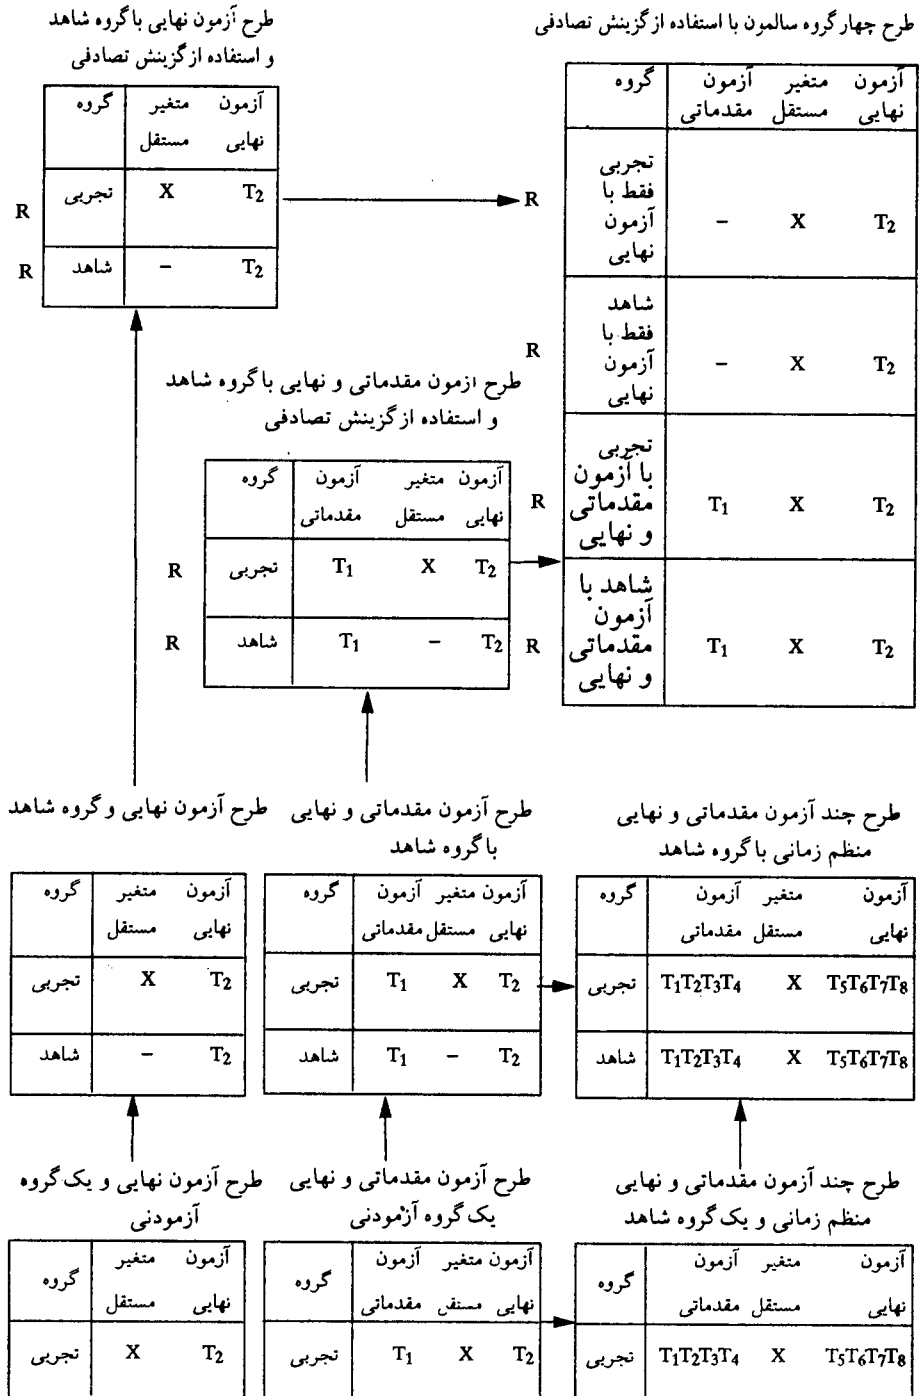 طرح چهار گروه سالمون با استفاده از گزینش تصادفی
گروه	آزمون مقدماتی	متغیر مستقل	آزمون نهایی
R	تجربی فقط با آزمون نهایی	–	X	T2
R	شاهد فقط با آزمون نهایی	–	X	T2
R	تجربی با آزمون مقدماتی و نهایی	T1	X	T2
R	شاهد با آزمون مقدماتی و نهایی	T1	X	T2
طرح آزمون نهایی با گروه شاهد
و استفاده از گزینش تصادفی
گروه	متغیر مستقل	آزمون نهایی
R	تجربی	X	T2
R	شاهد	–	T2
طرح آزمون مقدماتی و نهایی با گروه شاهد
و استفاده از گزینش تصادفی
گروه	آزمون مقدماتی	متغیر مستقل	آزمون نهایی
R	تجربی	T1	X	T2
R	شاهد	T1	–	T2
طرح چند آزمون مقدماتی و نهایی
منظم زمانی با گروه شاهد
گروه	آزمون مقدماتی	متغیر مستقل	آزمون نهایی
تجربی	T1T2T3T4	X	T5T6T7T8
شاهد	T1T2T3T4	X	T5T6T7T8
طرح آزمون مقدماتی و نهایی
با گروه شاهد
گروه	آزمون مقدماتی	متغیر مستقل	آزمون نهایی
تجربی	T1	X	T2
شاهد	T1	–	T2
طرح آزمون نهایی و گروه شاهد
گروه	متغیر مستقل	آزمون نهایی
تجربی	X	T2
شاهد	–	T2
طرح چند آزمون مقدماتی و نهایی
منظم زمانی و یک گروه شاهد
گروه	آزمون مقدماتی	متغیر مستقل	آزمون نهایی
تجربی	T1T2T3T4	X	T5T6T7T8
طرح آزمون مقدماتی و نهایی
یک گروه آزمودنی
گروه	آزمون مقدماتی	متغیر مستقل	آزمون نهایی
تجربی	T1	X	T2
طرح آزمون نهایی و یک گروه
آزمودنی
گروه	متغیر مستقل	آزمون نهایی
تجربی	X	T2